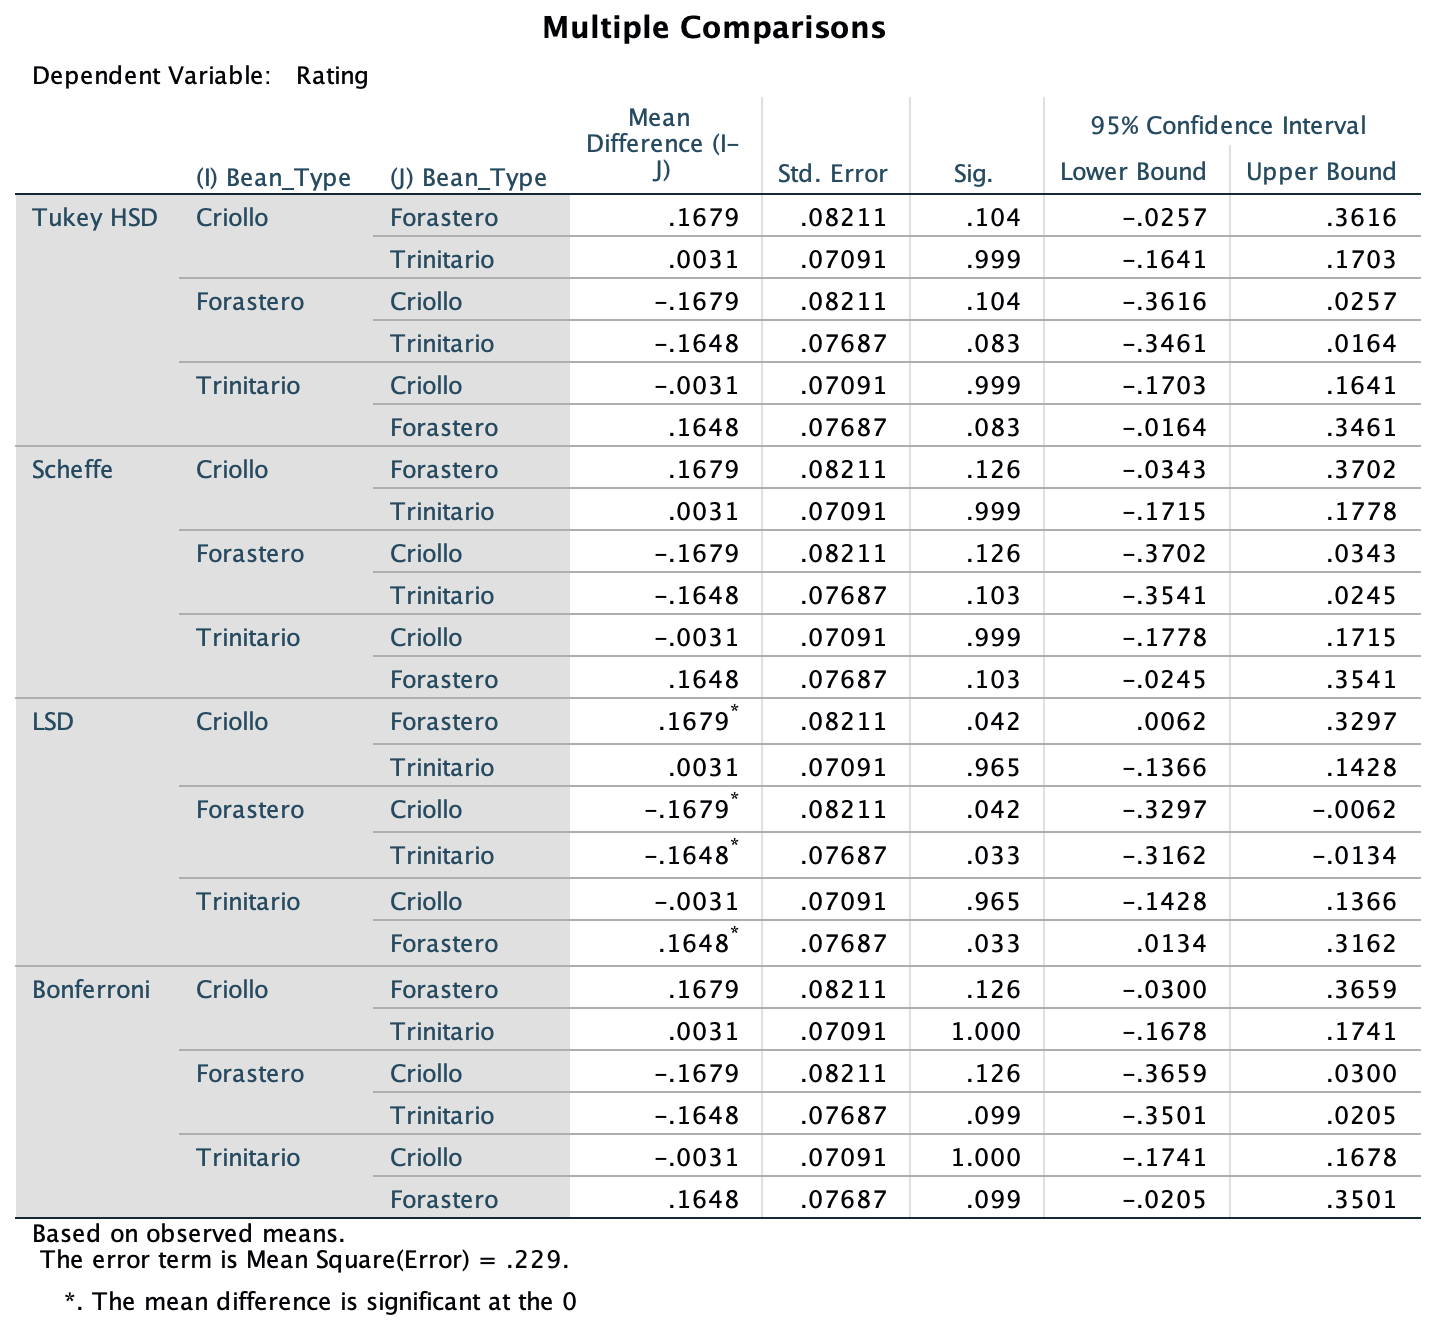 Multiple Comparisons
Dependent Variable: Rating
(I) Bean_Type (J) Bean_Type Mean Difference (I–J) Std. Error Sig. 95% Confidence Interval Lower Bound Upper Bound
Tukey HSD Criollo Forastero .1679 .08211 .104 –.0257 .3616
Trinitario .0031 .07091 .999 –.1641 .1703
Forastero Criollo –.1679 .08211 .104 –.3616 .0257
Trinitario –.1648 .07687 .083 –.3461 .0164
Trinitario Criollo –.0031 .07091 .999 –.1703 .1641
Forastero .1648 .07687 .083 –.0164 .3461
Scheffe Criollo Forastero .1679 .08211 .126 –.0343 .3702
Trinitario .0031 .07091 .999 –.1715 .1778
Forastero Criollo –.1679 .08211 .126 –.3702 .0343
Trinitario –.1648 .07687 .103 –.3541 .0245
Trinitario Criollo –.0031 .07091 .999 –.1778 .1715
Forastero .1648 .07687 .103 –.0245 .3541
LSD Criollo Forastero .1679* .08211 .042 .0062 .3297
Trinitario .0031 .07091 .965 –.1366 .1428
Forastero Criollo –.1679* .08211 .042 –.3297 –.0062
Trinitario –.1648* .07687 .033 –.3162 –.0134
Trinitario Criollo –.0031 .07091 .965 –.1428 .1366
Forastero .1648* .07687 .033 .0134 .3162
Bonferroni Criollo Forastero .1679 .08211 .126 –.0300 .3659
Trinitario .0031 .07091 1.000 –.1678 .1741
Forastero Criollo –.1679 .08211 .126 –.3659 .0300
Trinitario –.1648 .07687 .099 –.3501 .0205
Trinitario Criollo –.0031 .07091 1.000 –.1741 .1678
Forastero .1648 .07687 .099 –.0205 .3501
Based on observed means.
The error term is Mean Square(Error) = .229.
*. The mean difference is significant at the 0